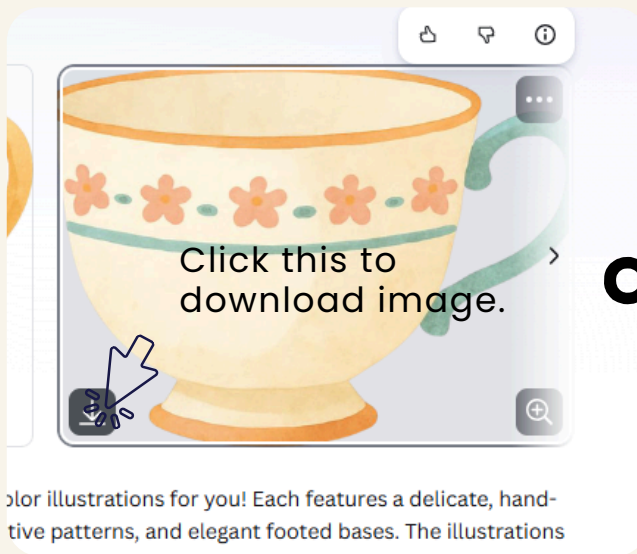 Click this to
download image.
olor illustrations for you! Each features a delicate, hand-
tive patterns, and elegant footed bases. The illustrations